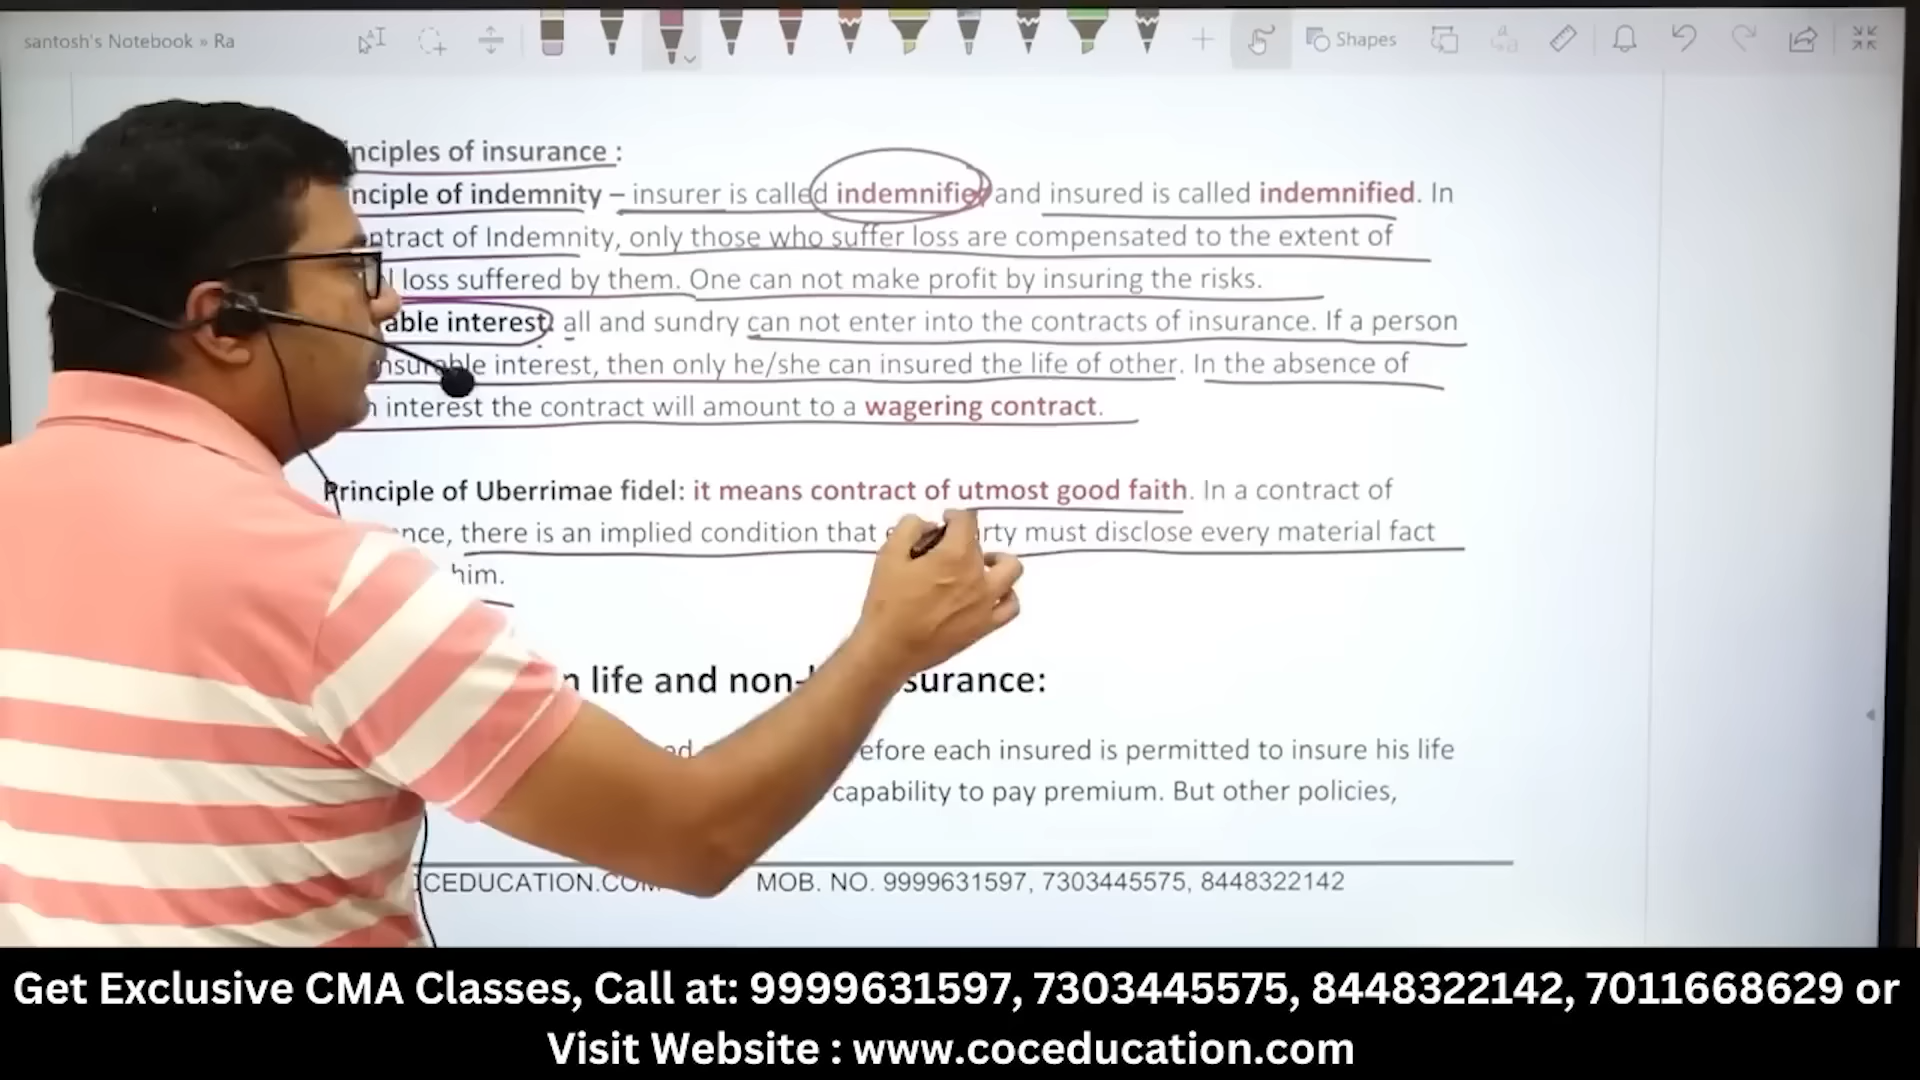 santosh's Notebook » Ra
Shapes
nciples of insurance :
nciple of indemnity – insurer is called indemnifie and insured is called indemnified. In
ntract of Indemnity, only those who suffer loss are compensated to the extent of
l loss suffered by them. One can not make profit by insuring the risks.
able interest: all and sundry can not enter into the contracts of insurance. If a person
nsurable interest, then only he/she can insured the life of other. In the absence of
h interest the contract will amount to a wagering contract.
Principle of Uberrimae fidel: it means contract of utmost good faith. In a contract of
nce, there is an implied condition that rty must disclose every material fact
him.
n life and non- surance:
ed efore each insured is permitted to insure his life
capability to pay premium. But other policies,
OCEDUCATION.COM MOB. NO. 9999631597, 7303445575, 8448322142
Get Exclusive CMA Classes, Call at: 9999631597, 7303445575, 8448322142, 7011668629 or
Visit Website : www.coceducation.com